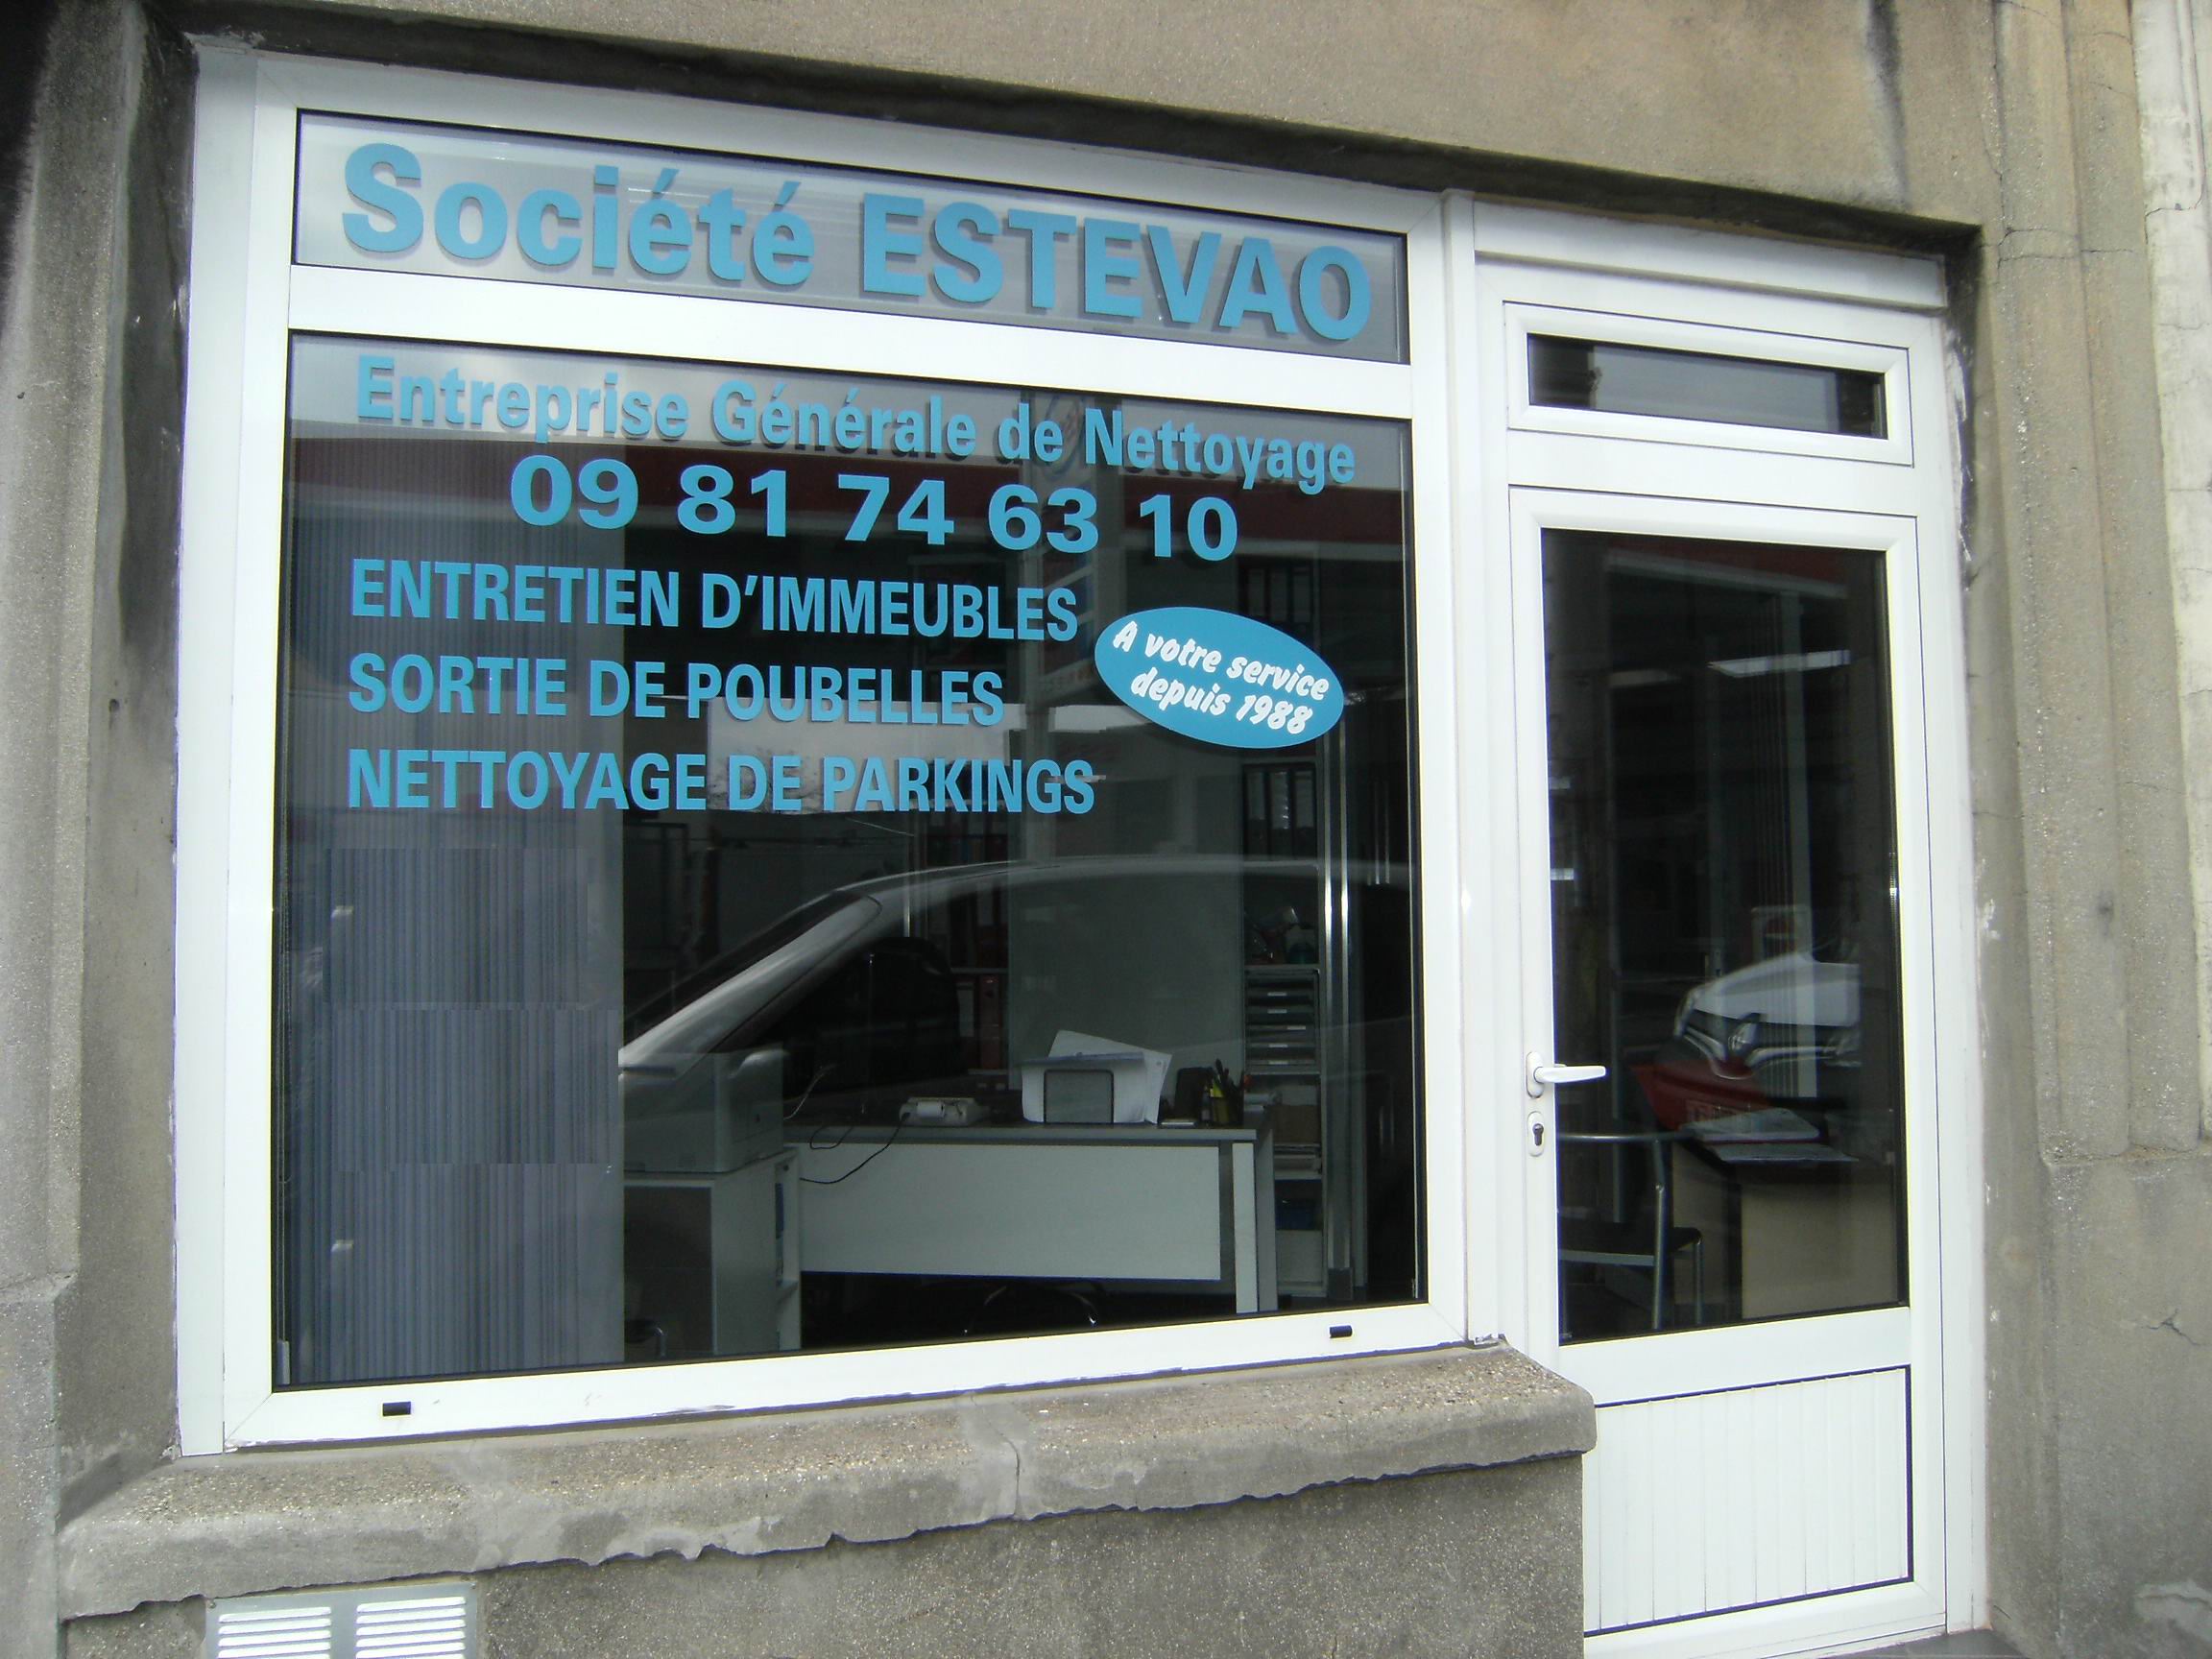 Société ESTEVAO
Entreprise Générale de Nettoyage
09 81 74 63 10
ENTRETIEN D'IMMEUBLES
SORTIE DE POUBELLES
NETTOYAGE DE PARKINGS
A votre service
depuis 1988